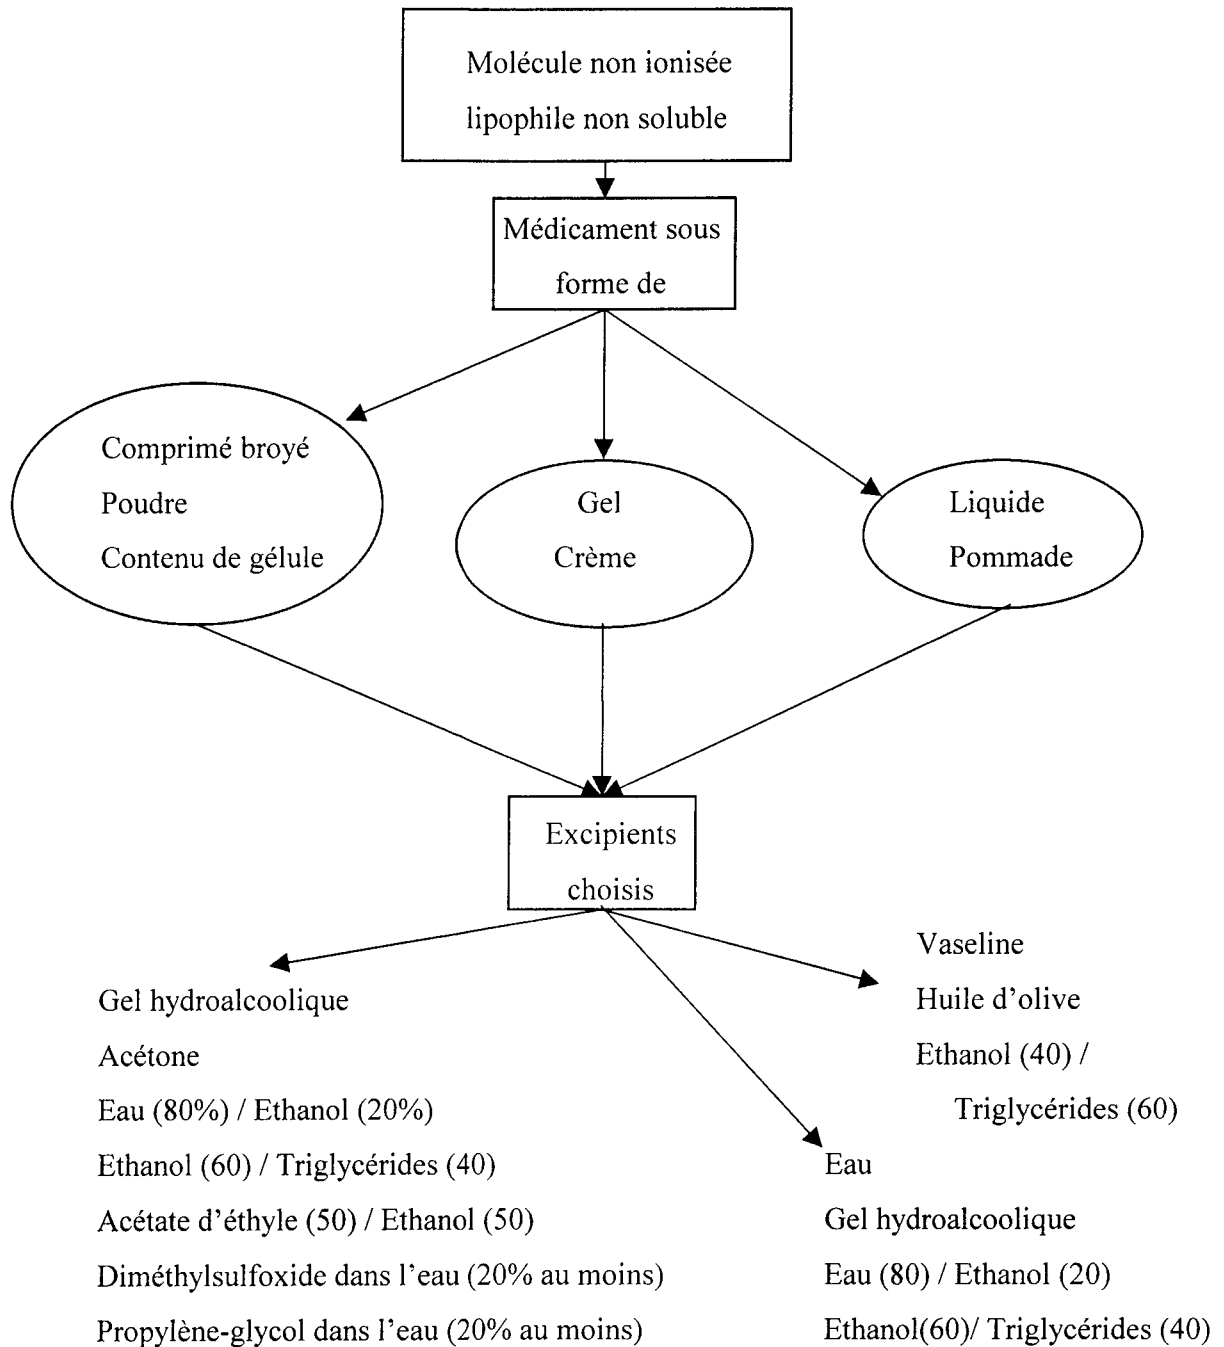 Molécule non ionisée
lipophile non soluble
Médicament sous
forme de
Comprimé broyé
Poudre
Contenu de gélule
Gel
Crème
Liquide
Pommade
Excipients
choisis
Gel hydroalcoolique
Acétone
Eau (80%) / Ethanol (20%)
Ethanol (60) / Triglycérides (40)
Acétate d'éthyle (50) / Ethanol (50)
Diméthylsulfoxide dans l'eau (20% au moins)
Propylène-glycol dans l'eau (20% au moins)
Eau
Gel hydroalcoolique
Eau (80) / Ethanol (20)
Ethanol(60)/ Triglycérides (40)
Vaseline
Huile d'olive
Ethanol (40) /
Triglycérides (60)